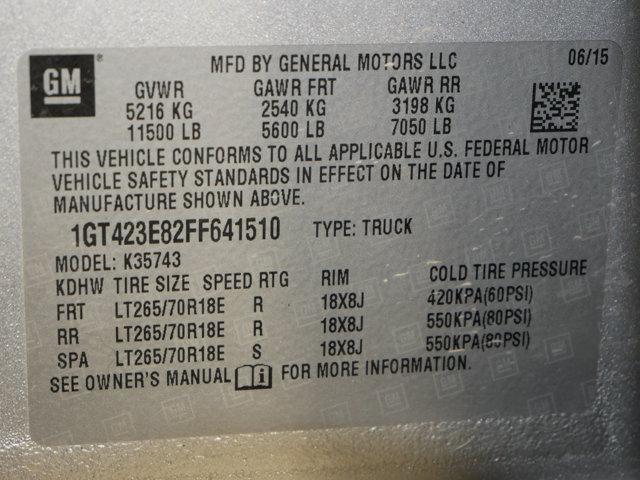 GM ® MFD BY GENERAL MOTORS LLC 06/15
GVWR GAWR FRT GAWR RR
5216 KG 2540 KG 3198 KG
11500 LB 5600 LB 7050 LB
THIS VEHICLE CONFORMS TO ALL APPLICABLE U.S. FEDERAL MOTOR
VEHICLE SAFETY STANDARDS IN EFFECT ON THE DATE OF
MANUFACTURE SHOWN ABOVE.
1GT423E82FF641510 TYPE: TRUCK
MODEL: K35743
KDHW TIRE SIZE SPEED RTG RIM COLD TIRE PRESSURE
FRT LT265/70R18E R 18X8J 420KPA(60PSI)
RR LT265/70R18E R 18X8J 550KPA(80PSI)
SPA LT265/70R18E S 18X8J 550KPA(80PSI)
SEE OWNER'S MANUAL i FOR MORE INFORMATION.